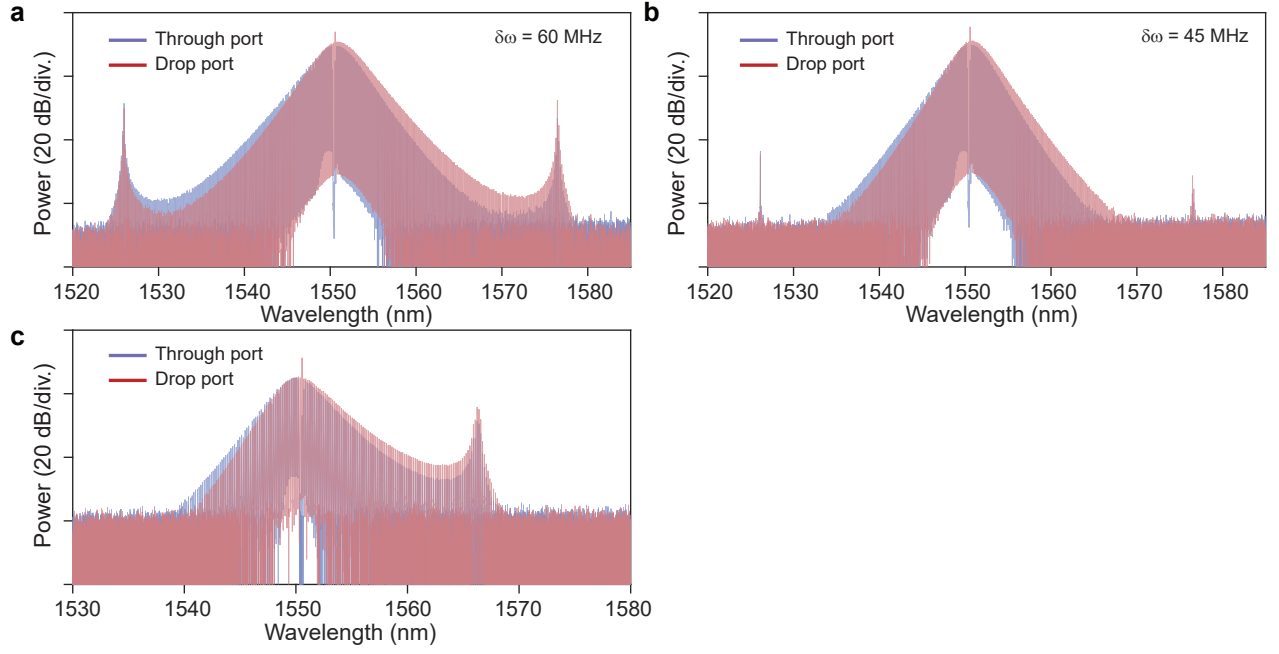 a
Through port
Drop port
δω = 60 MHz
Power (20 dB/div.)
1520 1530 1540 1550 1560 1570 1580
Wavelength (nm)
b
Through port
Drop port
δω = 45 MHz
Power (20 dB/div.)
1520 1530 1540 1550 1560 1570 1580
Wavelength (nm)
c
Through port
Drop port
Power (20 dB/div.)
1530 1540 1550 1560 1570 1580
Wavelength (nm)